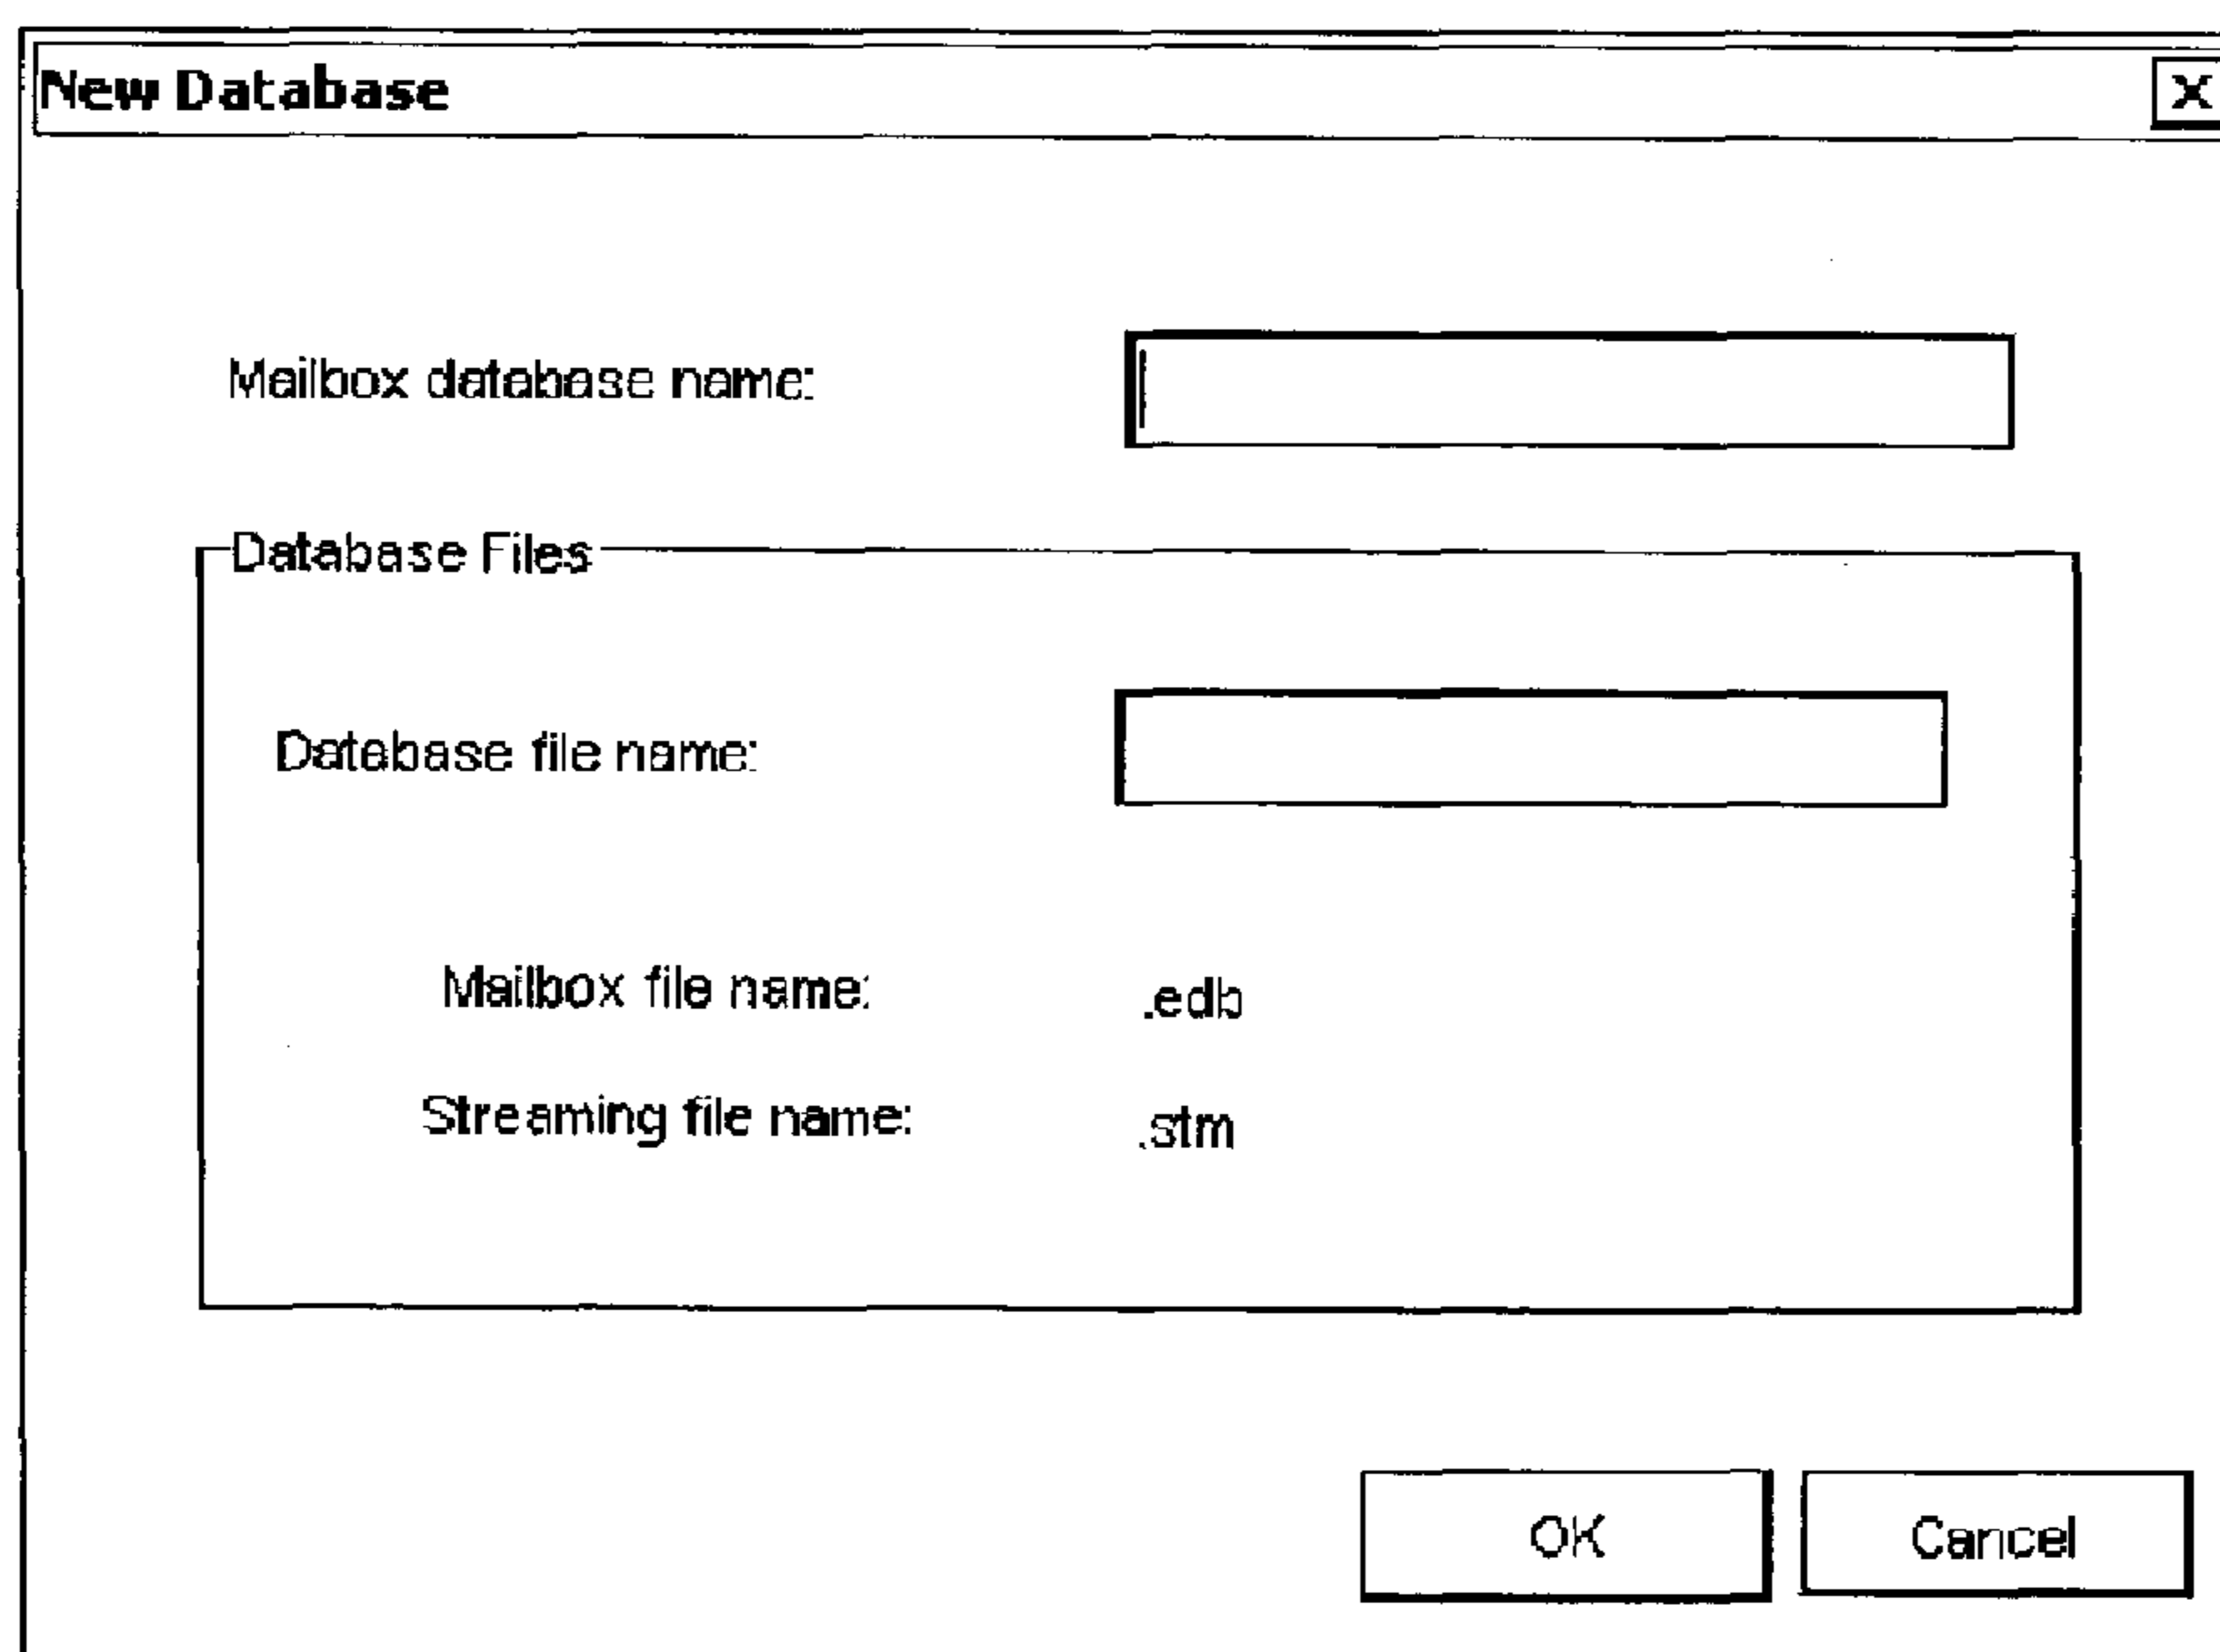 New Database X
Mailbox database name:
Database Files
Database file name:
Mailbox file name: .edb
Streaming file name: .stm
OK Cancel